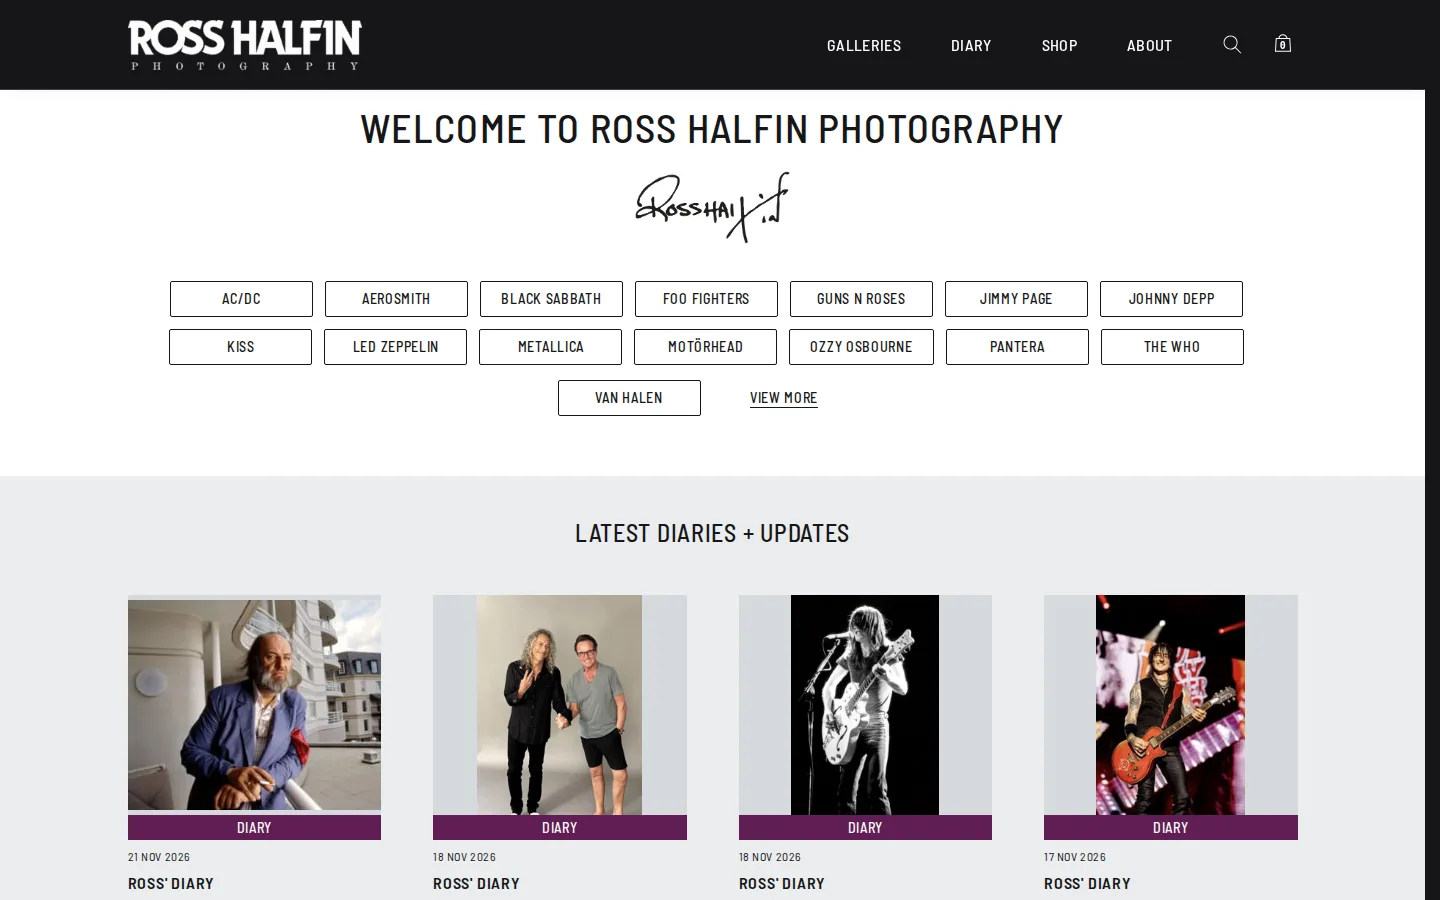 ROSS HALFIN
PHOTOGRAPHY
GALLERIES DIARY SHOP ABOUT 0
WELCOME TO ROSS HALFIN PHOTOGRAPHY
Ross Halfin
AC/DC AEROSMITH BLACK SABBATH FOO FIGHTERS GUNS N ROSES JIMMY PAGE JOHNNY DEPP
KISS LED ZEPPELIN METALLICA MOTÖRHEAD OZZY OSBOURNE PANTERA THE WHO
VAN HALEN VIEW MORE
LATEST DIARIES + UPDATES
DIARY DIARY DIARY DIARY
21 NOV 2026 18 NOV 2026 18 NOV 2026 17 NOV 2026
ROSS' DIARY ROSS' DIARY ROSS' DIARY ROSS' DIARY